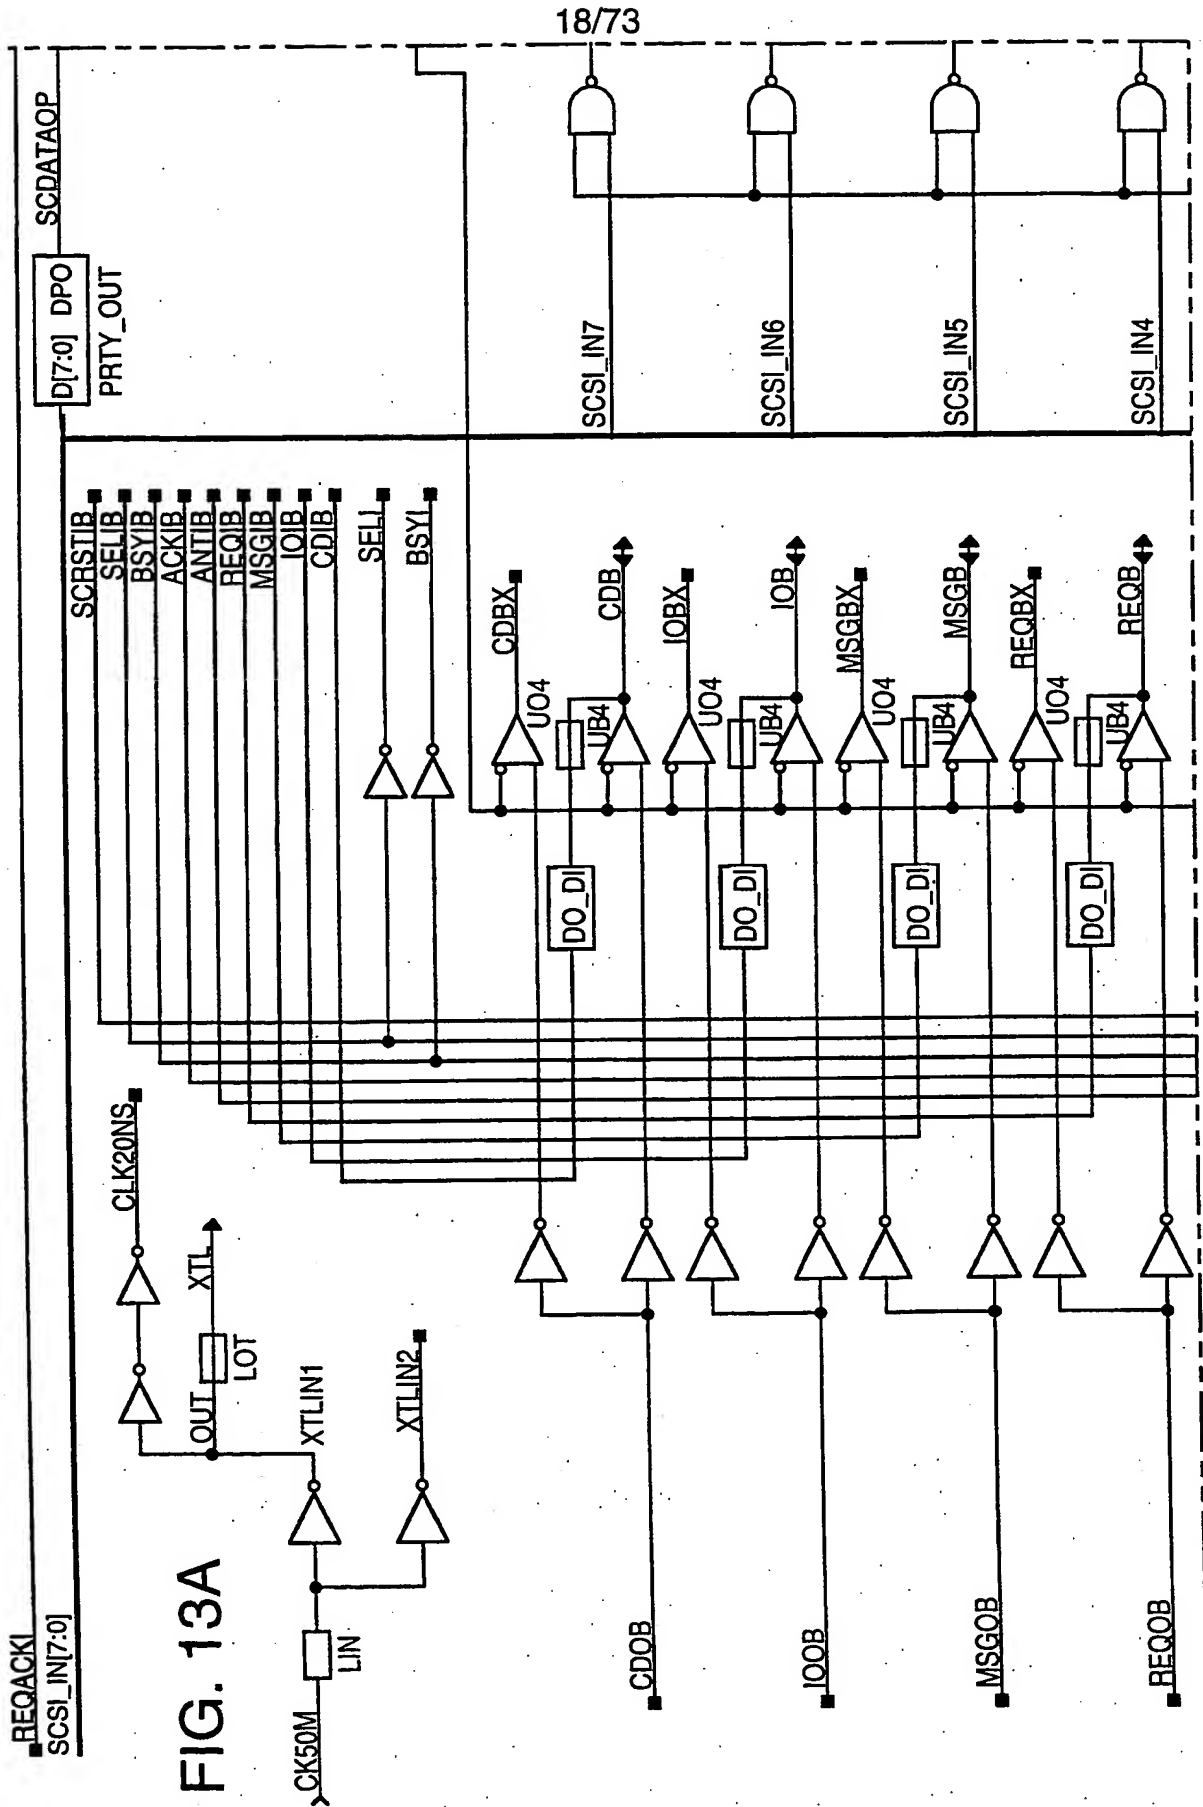 18/73
FIG. 13A
REQACKI
SCSI_IN[7:0]
D[7:0] DPO
PRTY_OUT
SCDATAOP
CK50M
LIN
XTLIN1
XTLIN2
OUT
LOT
XTL
CLK20NS
SCRSTIB
SELIB
BSYIB
ACKIB
ANTIB
REQIB
MSGIB
IOIB
CDIB
SELI
BSYI
CDOB
DO_DI
UO4
CDBX
UB4
CDB
IOOB
DO_DI
UO4
IOBX
UB4
IOB
MSGOB
DO_DI
UO4
MSGBX
UB4
MSGB
REQOB
DO_DI
UO4
REQBX
UB4
REQB
SCSI_IN7
SCSI_IN6
SCSI_IN5
SCSI_IN4